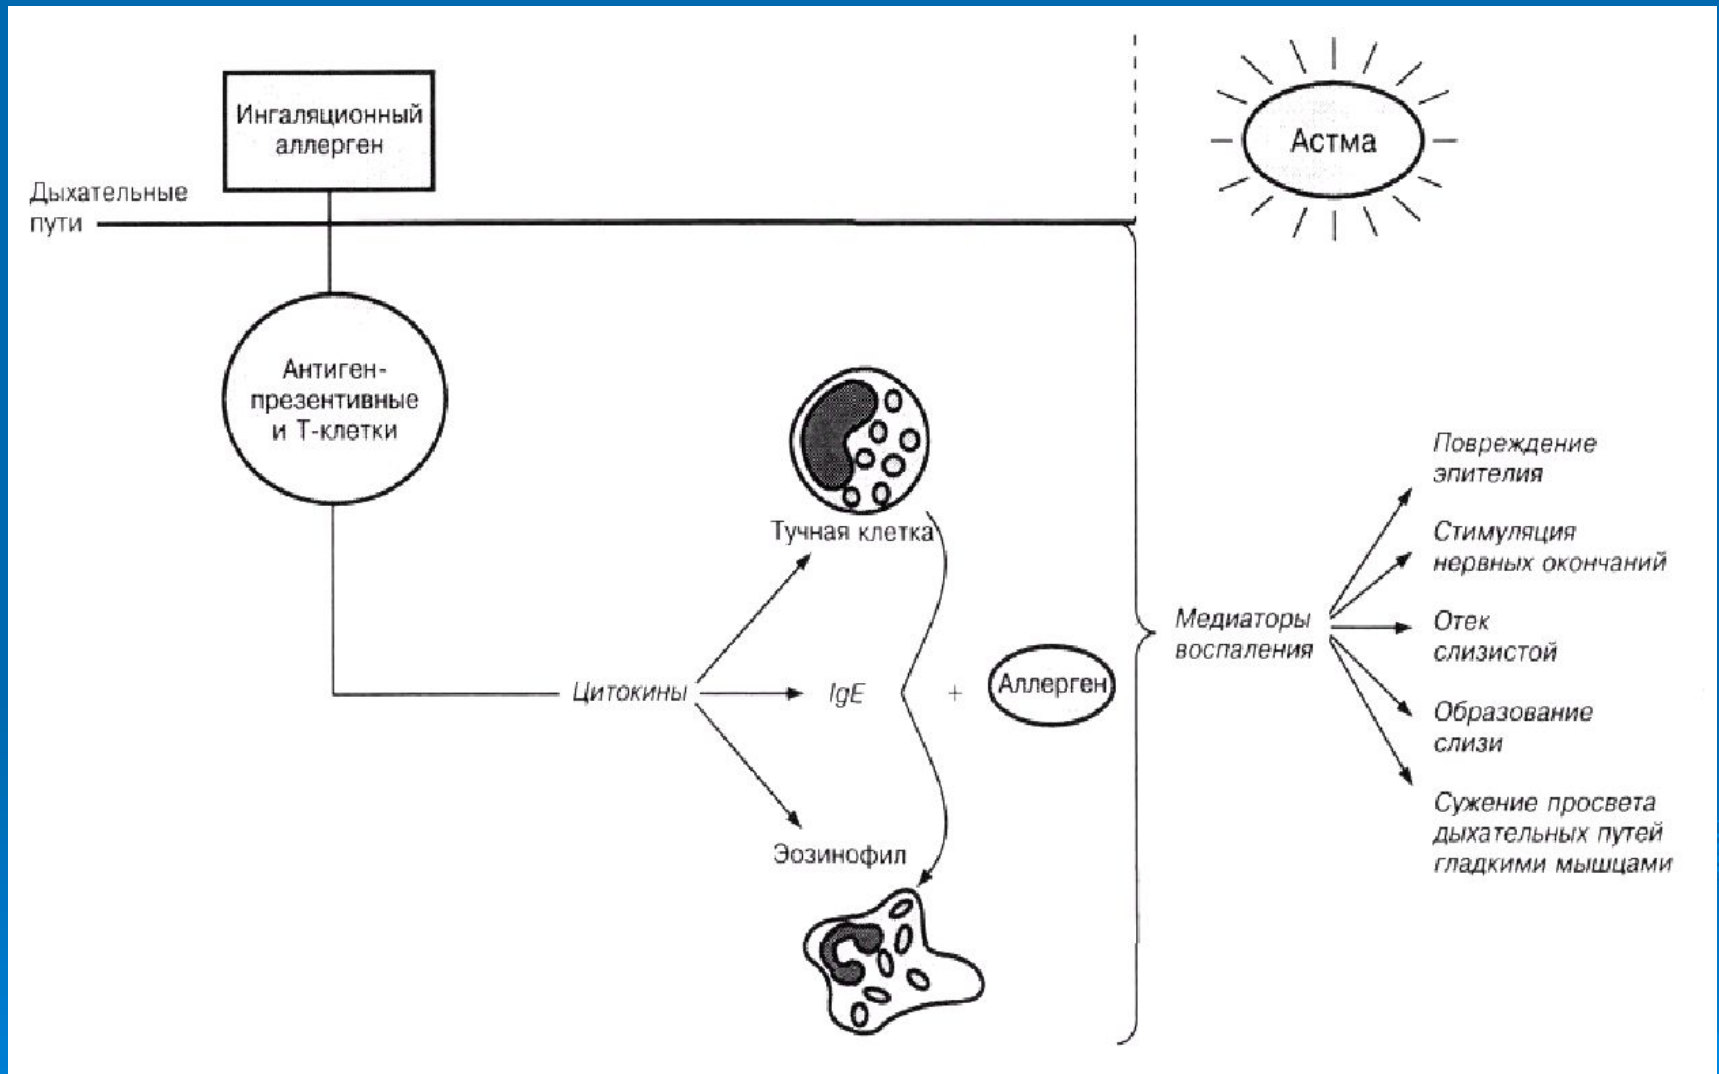 Ингаляционный
аллерген
Астма
Дыхательные
пути
Антиген-
презентивные
и Т-клетки
Тучная клетка
Цитокины
IgE
+
Аллерген
Эозинофил
Медиаторы
воспаления
Повреждение
эпителия
Стимуляция
нервных окончаний
Отек
слизистой
Образование
слизи
Сужение просвета
дыхательных путей
гладкими мышцами